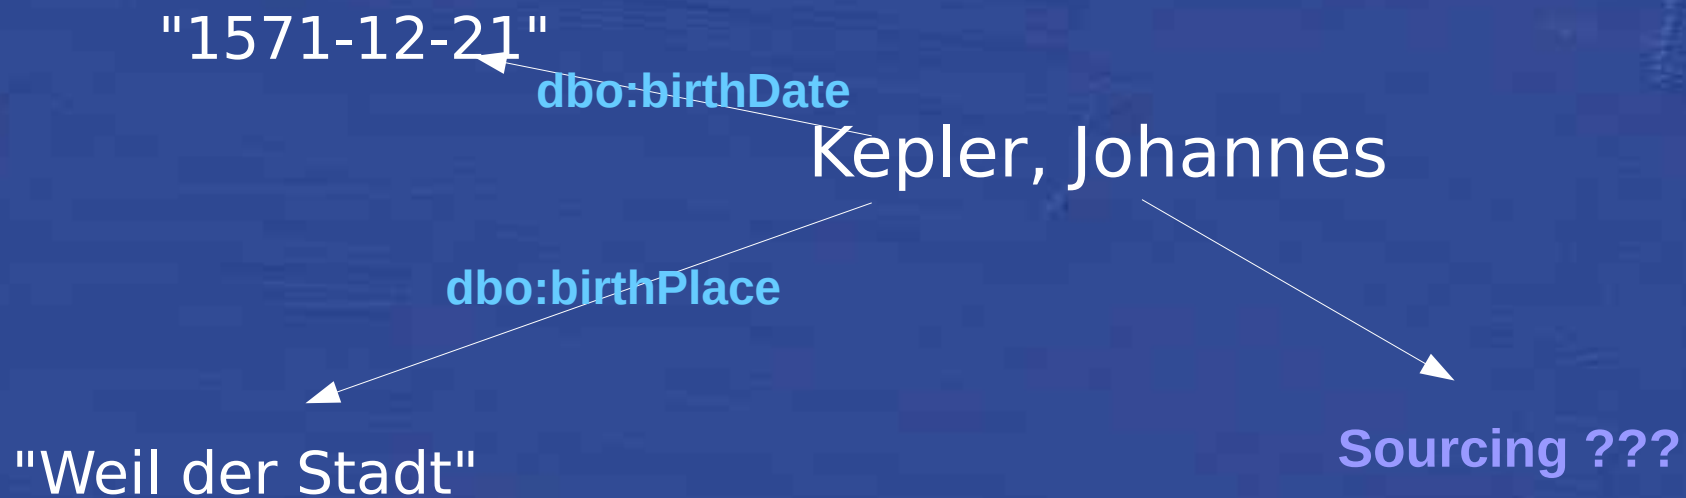 "1571-12-21"
dbo:birthDate
Kepler, Johannes
dbo:birthPlace
Sourcing ???
"Weil der Stadt"